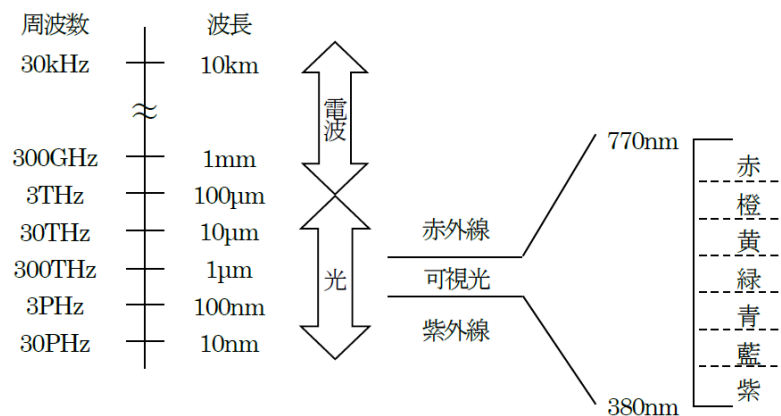 周波数 波長
30kHz 10km
300GHz 1mm
3THz 100μm
30THz 10μm
300THz 1μm
3PHz 100nm
30PHz 10nm
電波
光
赤外線
可視光
紫外線
770nm
380nm
赤
橙
黄
緑
青
藍
紫